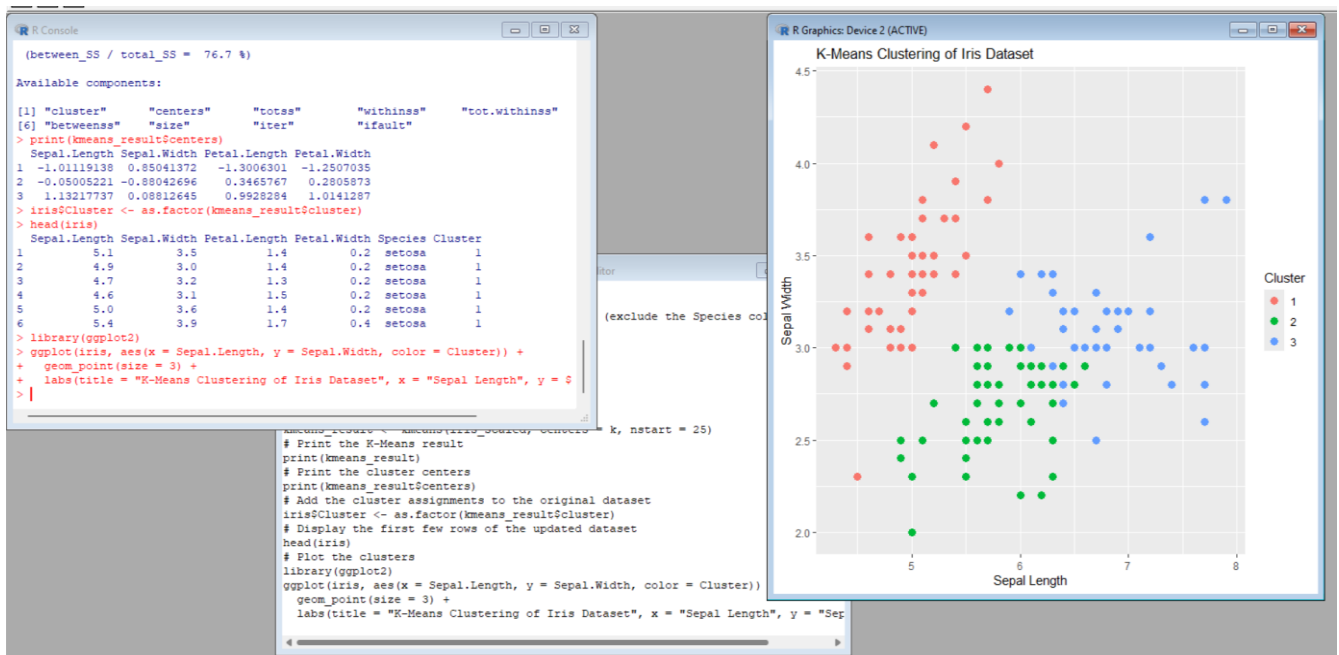 R Console
(between_SS / total_SS =  76.7 %)
Available components:
[1] "cluster"      "centers"      "totss"        "withinss"     "tot.withinss"
[6] "betweenss"    "size"         "iter"         "ifault"
> print(kmeans_result$centers)
  Sepal.Length Sepal.Width Petal.Length Petal.Width
1  -1.01119138  0.85041372   -1.3006301  -1.2507035
2  -0.05005221 -0.88042696    0.3465767   0.2805873
3   1.13217737  0.08812645    0.9928284   1.0141287
> iris$Cluster <- as.factor(kmeans_result$cluster)
> head(iris)
  Sepal.Length Sepal.Width Petal.Length Petal.Width Species Cluster
1          5.1         3.5          1.4         0.2  setosa       1
2          4.9         3.0          1.4         0.2  setosa       1
3          4.7         3.2          1.3         0.2  setosa       1
4          4.6         3.1          1.5         0.2  setosa       1
5          5.0         3.6          1.4         0.2  setosa       1
6          5.4         3.9          1.7         0.4  setosa       1
> library(ggplot2)
> ggplot(iris, aes(x = Sepal.Length, y = Sepal.Width, color = Cluster)) +
+   geom_point(size = 3) +
+   labs(title = "K-Means Clustering of Iris Dataset", x = "Sepal Length", y = $
>
(exclude the Species col
kmeans_result <- kmeans(iris_scaled, centers = k, nstart = 25)
# Print the K-Means result
print(kmeans_result)
# Print the cluster centers
print(kmeans_result$centers)
# Add the cluster assignments to the original dataset
iris$Cluster <- as.factor(kmeans_result$cluster)
# Display the first few rows of the updated dataset
head(iris)
# Plot the clusters
library(ggplot2)
ggplot(iris, aes(x = Sepal.Length, y = Sepal.Width, color = Cluster))
  geom_point(size = 3) +
  labs(title = "K-Means Clustering of Iris Dataset", x = "Sepal Length", y = "Sep
R Graphics: Device 2 (ACTIVE)
K-Means Clustering of Iris Dataset
4.5
4.0
3.5
3.0
2.5
2.0
Sepal Width
5 6 7 8
Sepal Length
Cluster
1
2
3